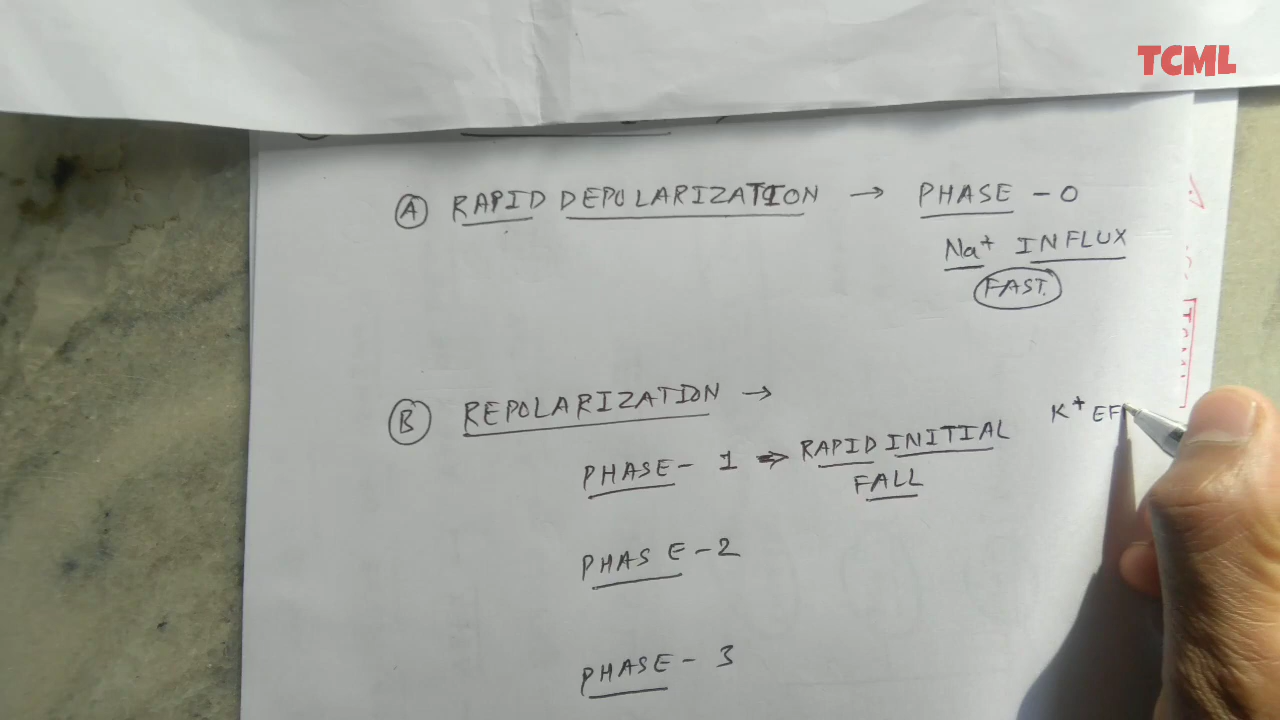 TCML
A RAPID DEPOLARIZATION → PHASE - 0
Na+ INFLUX
FAST.
B REPOLARIZATION →
K+ EF
PHASE - 1 → RAPID INITIAL
FALL
PHASE - 2
PHASE - 3